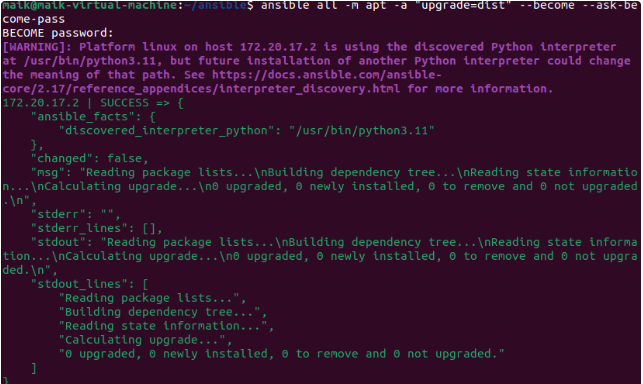 maik@maik-virtual-machine:~/ansible$ ansible all -m apt -a "upgrade=dist" --become --ask-be
come-pass
BECOME password:
[WARNING]: Platform linux on host 172.20.17.2 is using the discovered Python interpreter
at /usr/bin/python3.11, but future installation of another Python interpreter could change
the meaning of that path. See https://docs.ansible.com/ansible-
core/2.17/reference_appendices/interpreter_discovery.html for more information.
172.20.17.2 | SUCCESS => {
    "ansible_facts": {
        "discovered_interpreter_python": "/usr/bin/python3.11"
    },
    "changed": false,
    "msg": "Reading package lists...\nBuilding dependency tree...\nReading state informatio
n...\nCalculating upgrade...\n0 upgraded, 0 newly installed, 0 to remove and 0 not upgraded
.\n",
    "stderr": "",
    "stderr_lines": [],
    "stdout": "Reading package lists...\nBuilding dependency tree...\nReading state informa
tion...\nCalculating upgrade...\n0 upgraded, 0 newly installed, 0 to remove and 0 not upgra
ded.\n",
    "stdout_lines": [
        "Reading package lists...",
        "Building dependency tree...",
        "Reading state information...",
        "Calculating upgrade...",
        "0 upgraded, 0 newly installed, 0 to remove and 0 not upgraded."
    ]
}